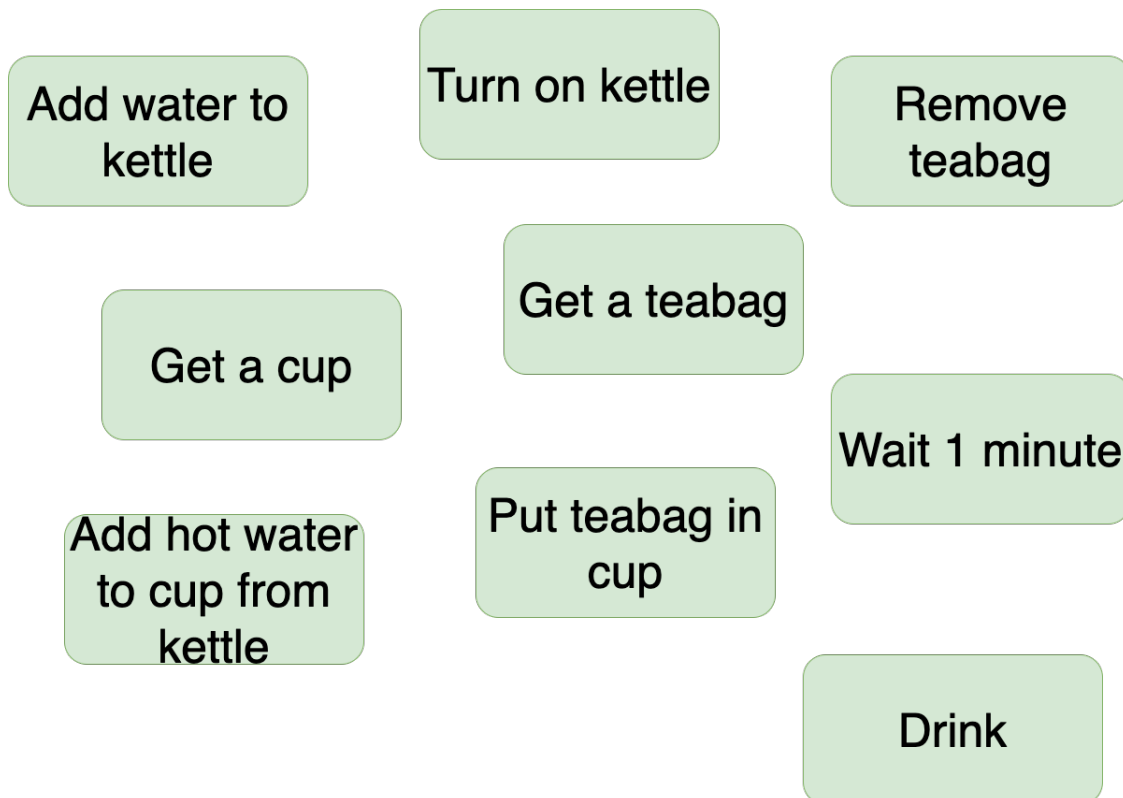 Add water to
kettle
Turn on kettle
Remove
teabag
Get a cup
Get a teabag
Wait 1 minute
Add hot water
to cup from
kettle
Put teabag in
cup
Drink